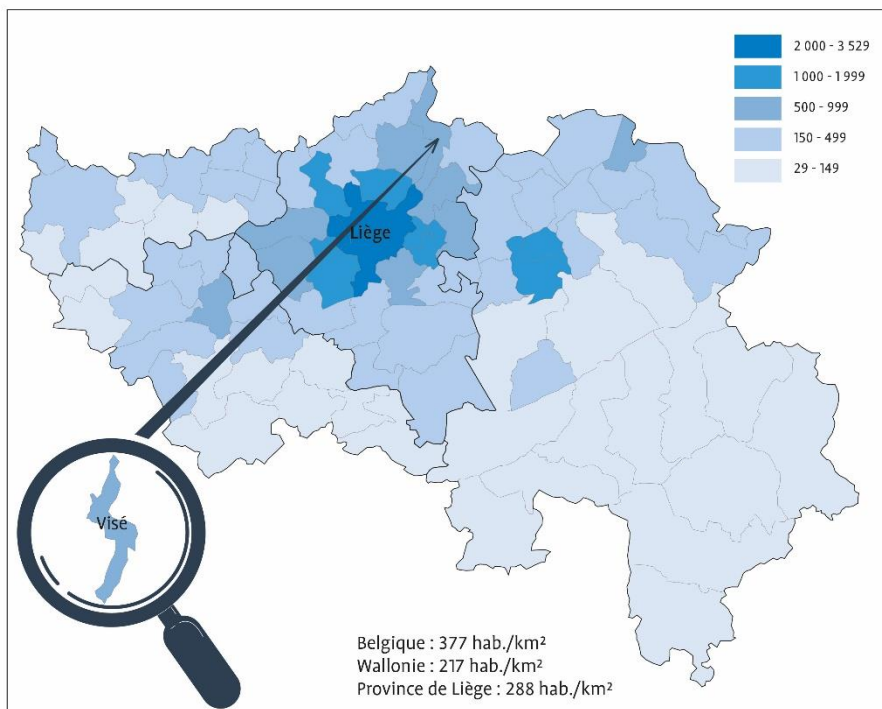 2 000 - 3 529
1 000 - 1 999
500 - 999
150 - 499
29 - 149
Liège
Visé
Belgique : 377 hab./km²
Wallonie : 217 hab./km²
Province de Liège : 288 hab./km²